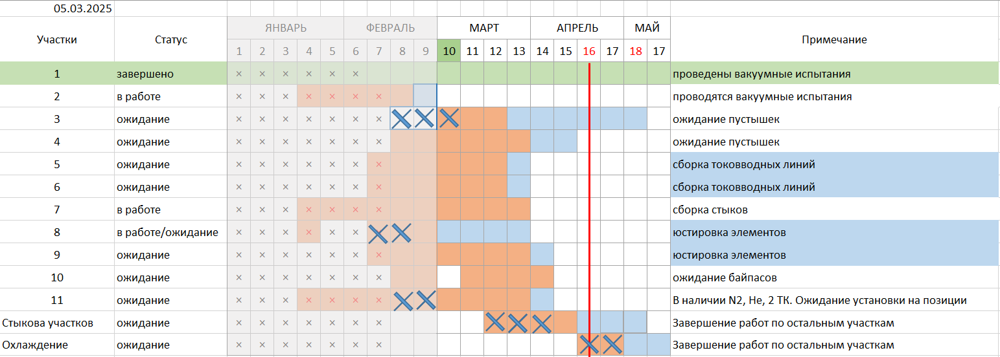 05.03.2025
Участки Статус ЯНВАРЬ ФЕВРАЛЬ МАРТ АПРЕЛЬ МАЙ Примечание
1 2 3 4 5 6 7 8 9 10 11 12 13 14 15 16 17 18 17
1 завершено × × × × × × проведены вакуумные испытания
2 в работе × × × × × × × проводятся вакуумные испытания
3 ожидание × × × × × × × ожидание пустышек
4 ожидание × × × × × × × ожидание пустышек
5 ожидание × × × × × × × сборка токовводных линий
6 ожидание × × × × × × × сборка токовводных линий
7 в работе × × × × × × × сборка стыков
8 в работе/ожидание × × × × × × юстировка элементов
9 ожидание × × × × × × × юстировка элементов
10 ожидание × × × × × × × ожидание байпасов
11 ожидание × × × × × × × В наличии N2, He, 2 ТК. Ожидание установки на позиции
Стыкова участков ожидание × × × × × × × Завершение работ по остальным участкам
Охлаждение ожидание × × × × × × × Завершение работ по остальным участкам